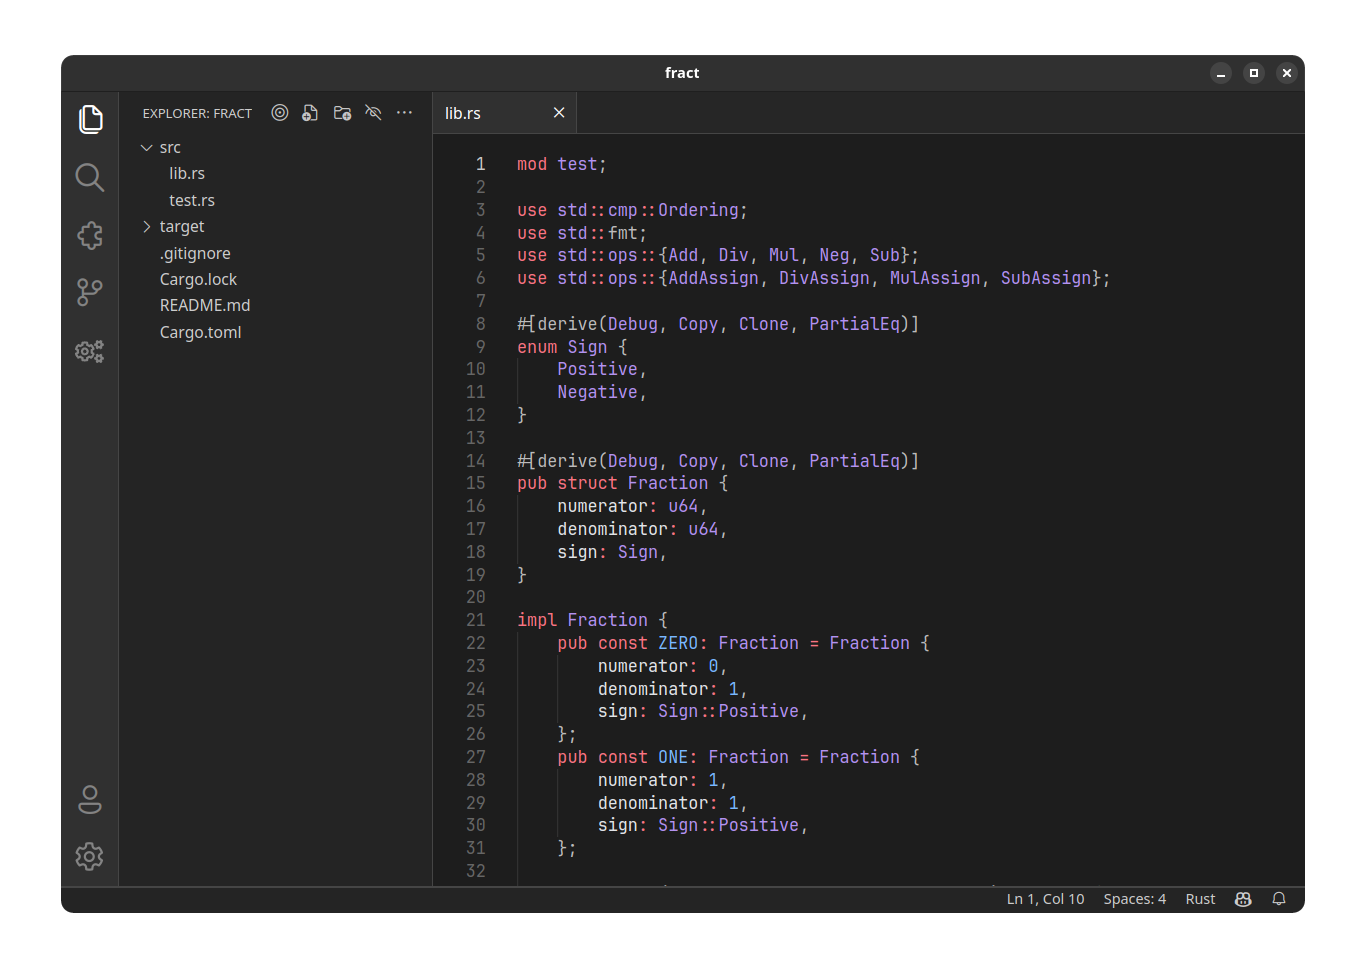 fract
EXPLORER: FRACT
src
lib.rs
test.rs
target
.gitignore
Cargo.lock
README.md
Cargo.toml
lib.rs
1 mod test;
2
3 use std::cmp::Ordering;
4 use std::fmt;
5 use std::ops::{Add, Div, Mul, Neg, Sub};
6 use std::ops::{AddAssign, DivAssign, MulAssign, SubAssign};
7
8 #[derive(Debug, Copy, Clone, PartialEq)]
9 enum Sign {
10     Positive,
11     Negative,
12 }
13
14 #[derive(Debug, Copy, Clone, PartialEq)]
15 pub struct Fraction {
16     numerator: u64,
17     denominator: u64,
18     sign: Sign,
19 }
20
21 impl Fraction {
22     pub const ZERO: Fraction = Fraction {
23         numerator: 0,
24         denominator: 1,
25         sign: Sign::Positive,
26     };
27     pub const ONE: Fraction = Fraction {
28         numerator: 1,
29         denominator: 1,
30         sign: Sign::Positive,
31     };
32
Ln 1, Col 10 Spaces: 4 Rust